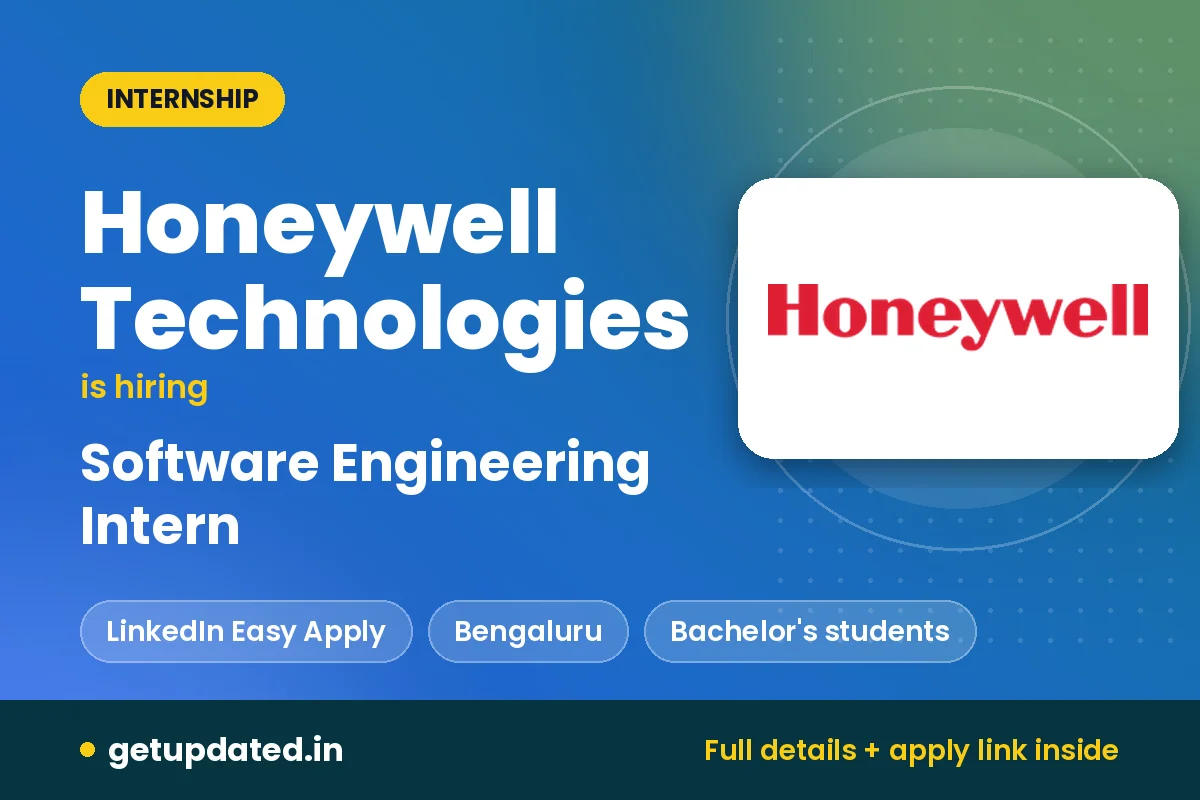 INTERNSHIP
Honeywell
Technologies
is hiring
Software Engineering
Intern
Honeywell
LinkedIn Easy Apply
Bengaluru
Bachelor's students
getupdated.in
Full details + apply link inside